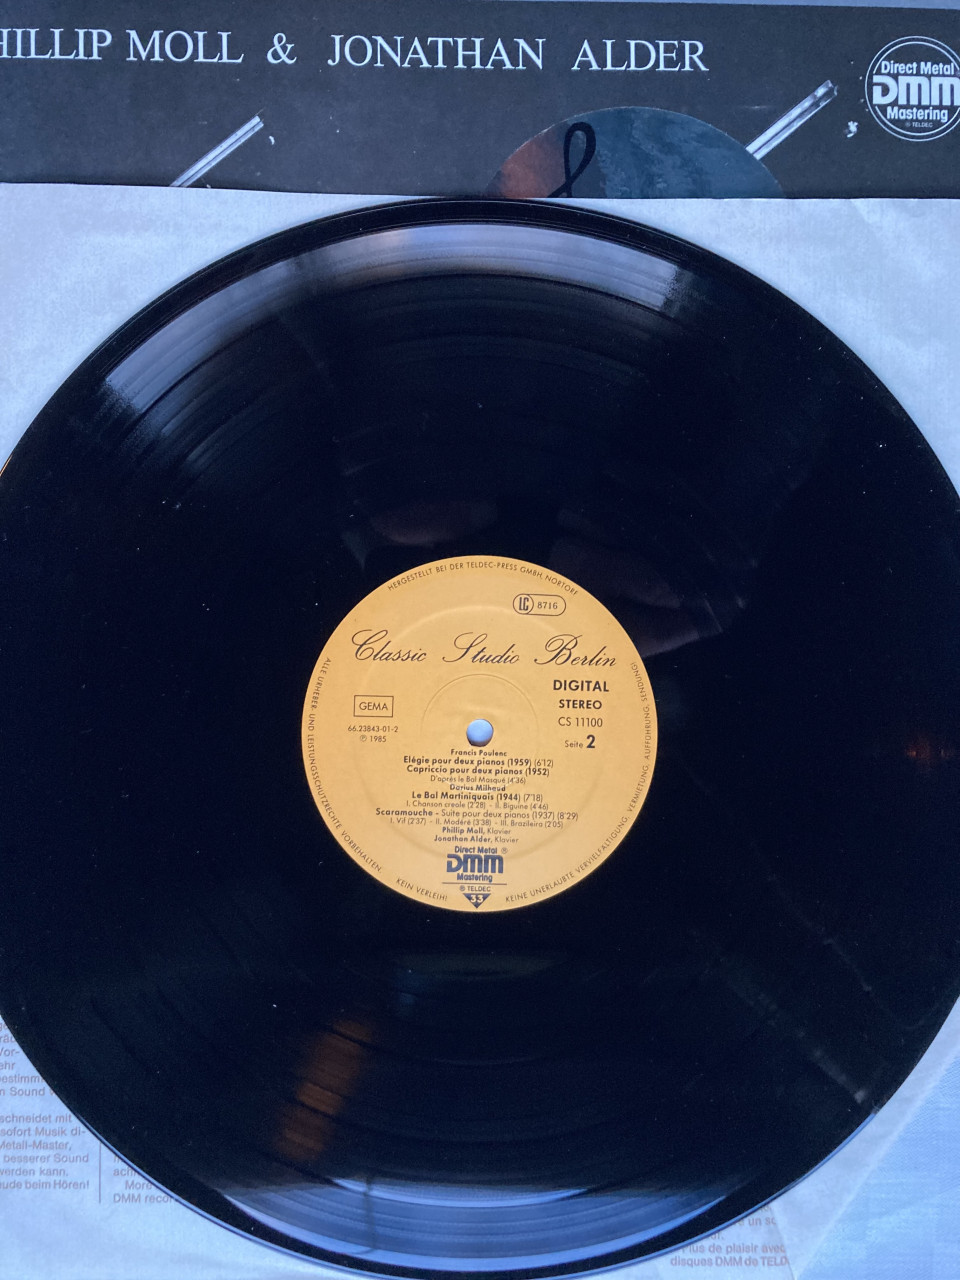 HILLIP MOLL & JONATHAN ALDER
Direct Metal
DMM
Mastering
® TELDEC
HERGESTELLT BEI DER TELDEC-PRESS GMBH, NORTORF
LC 8716
Classic Studio Berlin
DIGITAL
STEREO
GEMA
CS 11100
66.23843-01-2
℗ 1985
Seite 2
Francis Poulenc
Elégie pour deux pianos (1959) (6'12)
Capriccio pour deux pianos (1952)
D'après le Bal Masqué (4'36)
Darius Milhaud
Le Bal Martiniquais (1944) (7'18)
I. Chanson creole (2'28) - II. Biguine (4'46)
Scaramouche - Suite pour deux pianos (1937) (8'29)
I. Vif (2'37) - II. Modéré (3'38) - III. Brazileira (2'05)
Phillip Moll, Klavier
Jonathan Alder, Klavier
Direct Metal ®
DMM
Mastering
® TELDEC
33
ALLE URHEBER- UND LEISTUNGSSCHUTZRECHTE VORBEHALTEN.
KEIN VERLEIH!
KEINE UNERLAUBTE VERVIELFÄLTIGUNG, VERMIETUNG, AUFFÜHRUNG, SENDUNG!
Vor-
ehr
estimm
n Sound
schneidet mit
sofort Musik di-
Metall-Master,
besserer Sound
werden kann.
ude beim Hören!
More
DMM recor
e un so
Plus de plaisir avec
disques DMM de TELD